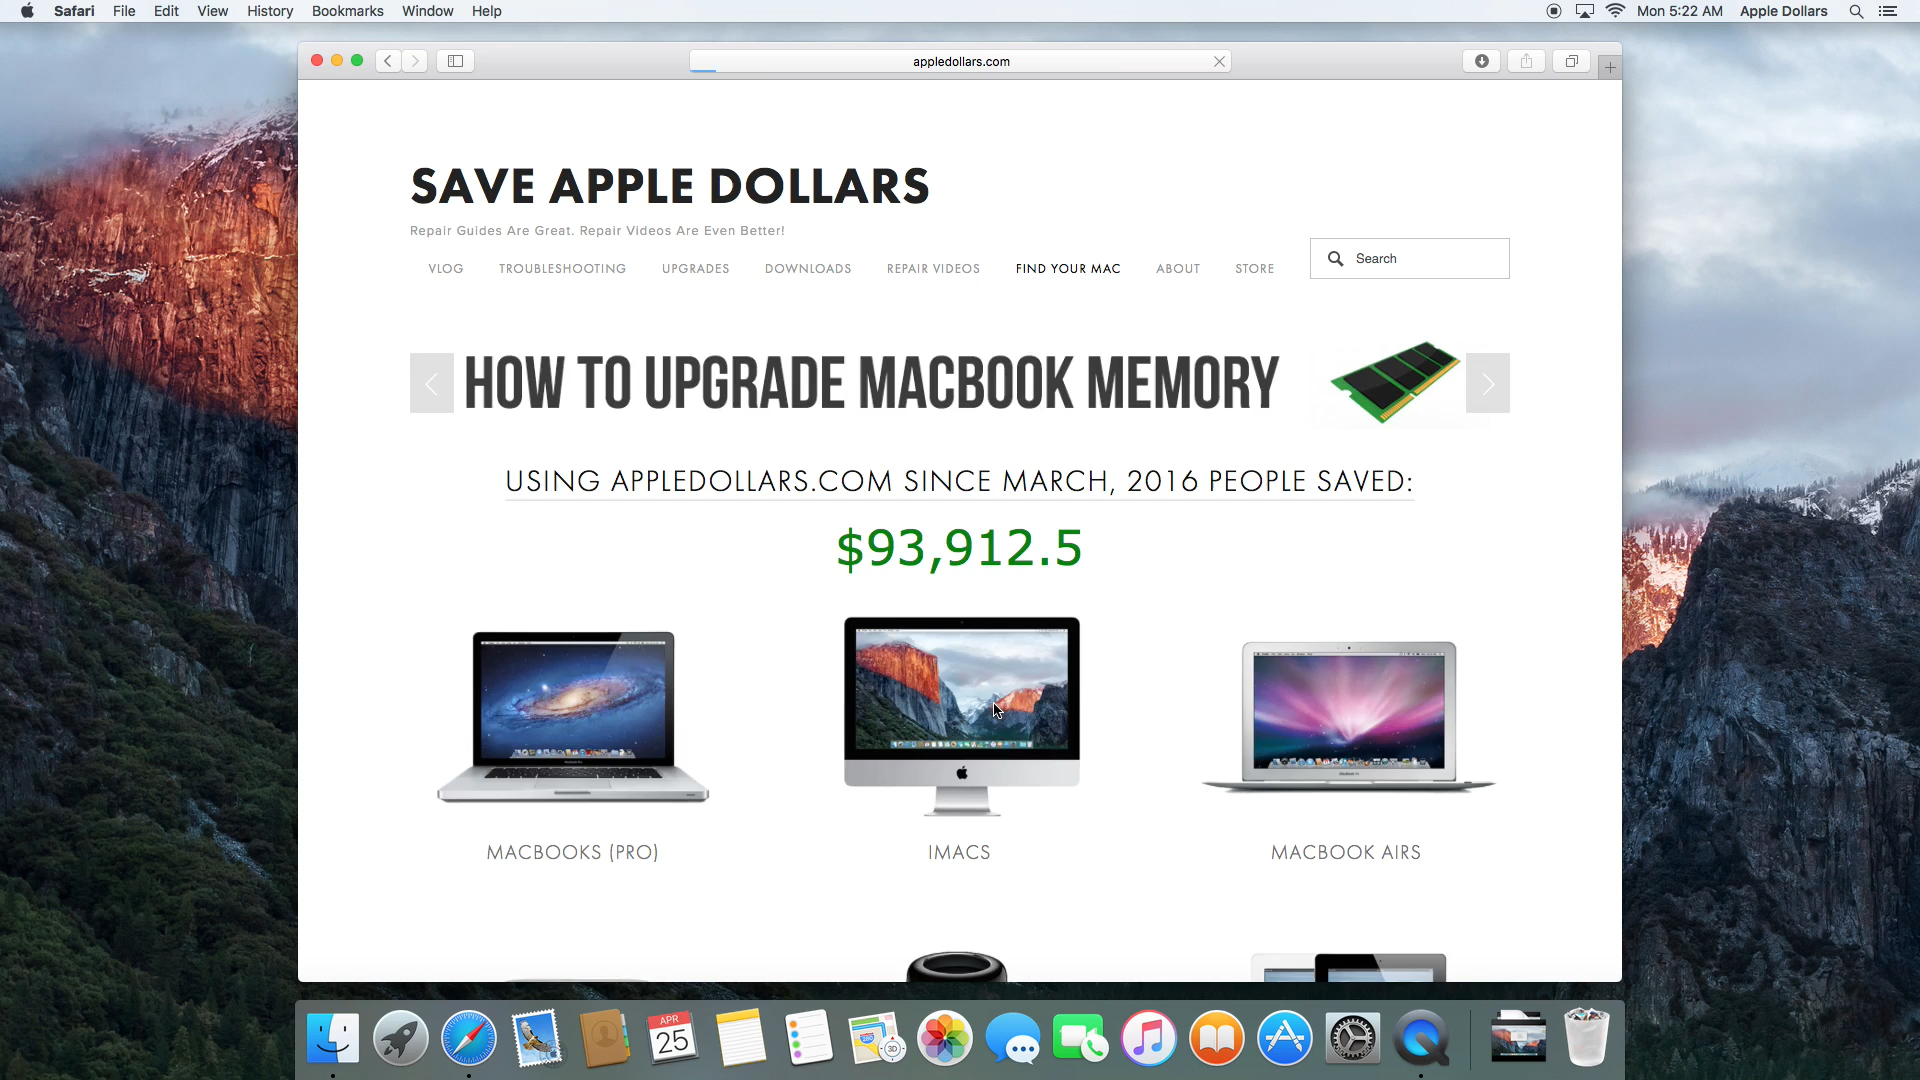 Safari File Edit View History Bookmarks Window Help Mon 5:22 AM Apple Dollars
appledollars.com
SAVE APPLE DOLLARS
Repair Guides Are Great. Repair Videos Are Even Better!
VLOG TROUBLESHOOTING UPGRADES DOWNLOADS REPAIR VIDEOS FIND YOUR MAC ABOUT STORE
Search
HOW TO UPGRADE MACBOOK MEMORY
USING APPLEDOLLARS.COM SINCE MARCH, 2016 PEOPLE SAVED:
$93,912.5
MACBOOKS (PRO) IMACS MACBOOK AIRS
APR
25
3D